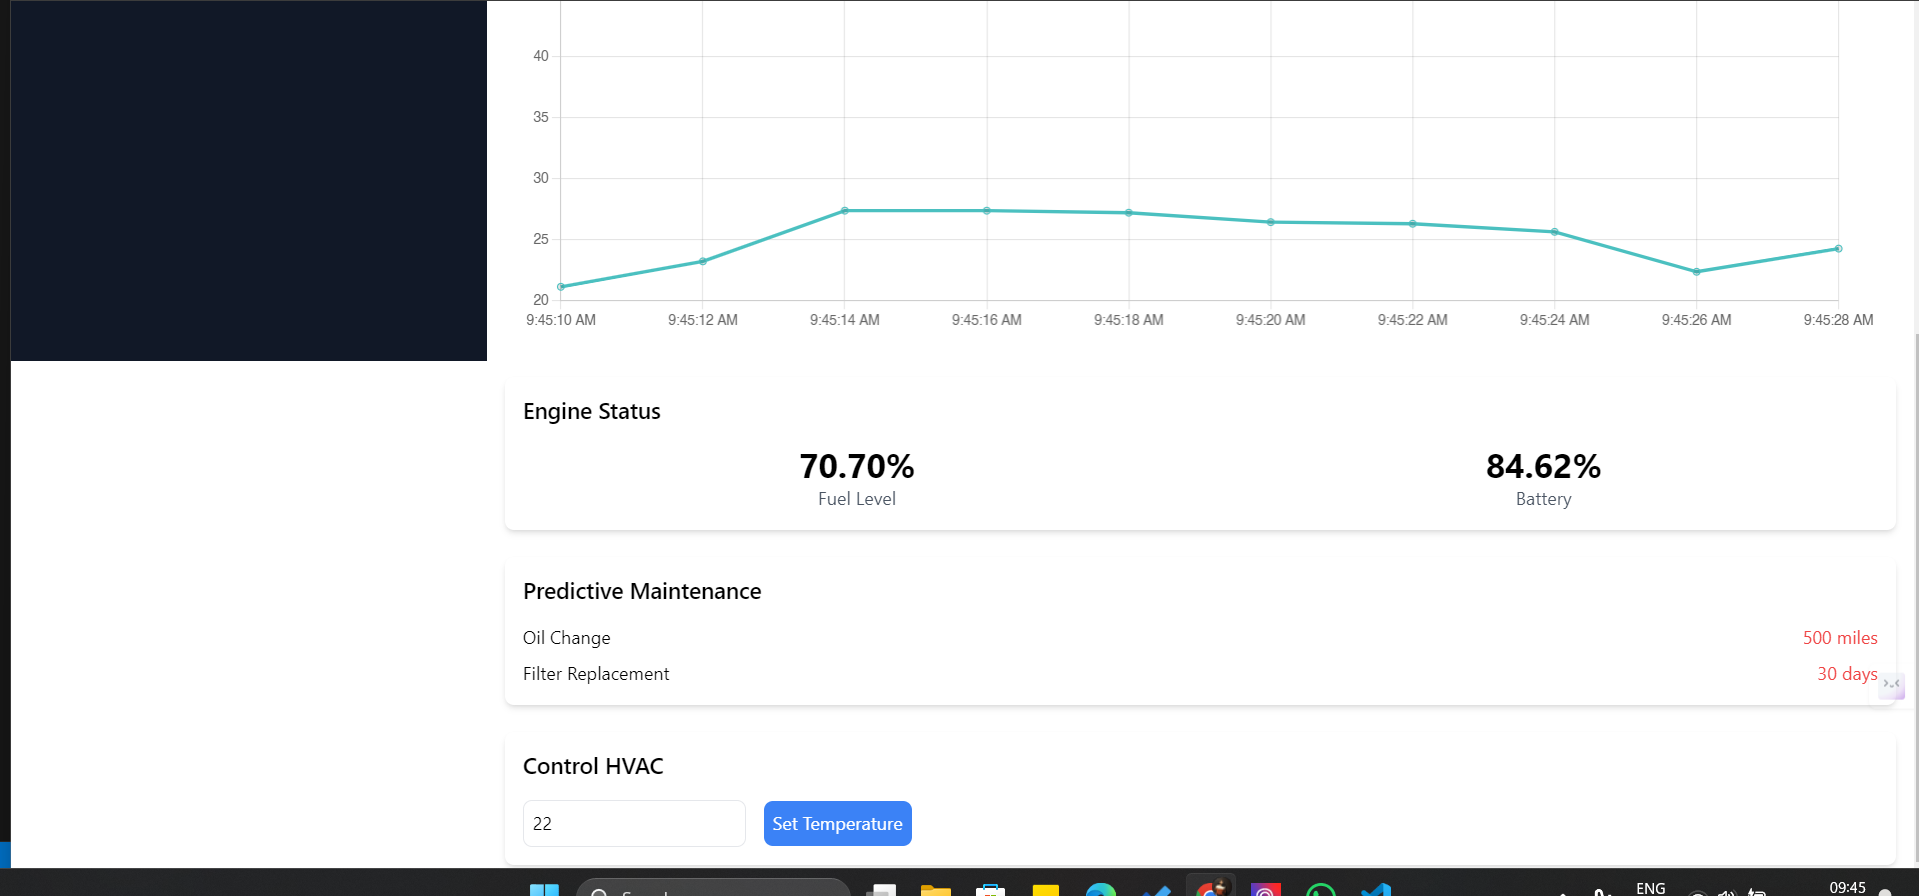 40
35
30
25
20
9:45:10 AM 9:45:12 AM 9:45:14 AM 9:45:16 AM 9:45:18 AM 9:45:20 AM 9:45:22 AM 9:45:24 AM 9:45:26 AM 9:45:28 AM
Engine Status
70.70% 84.62%
Fuel Level Battery
Predictive Maintenance
Oil Change 500 miles
Filter Replacement 30 days
Control HVAC
22 Set Temperature
ENG 09:45